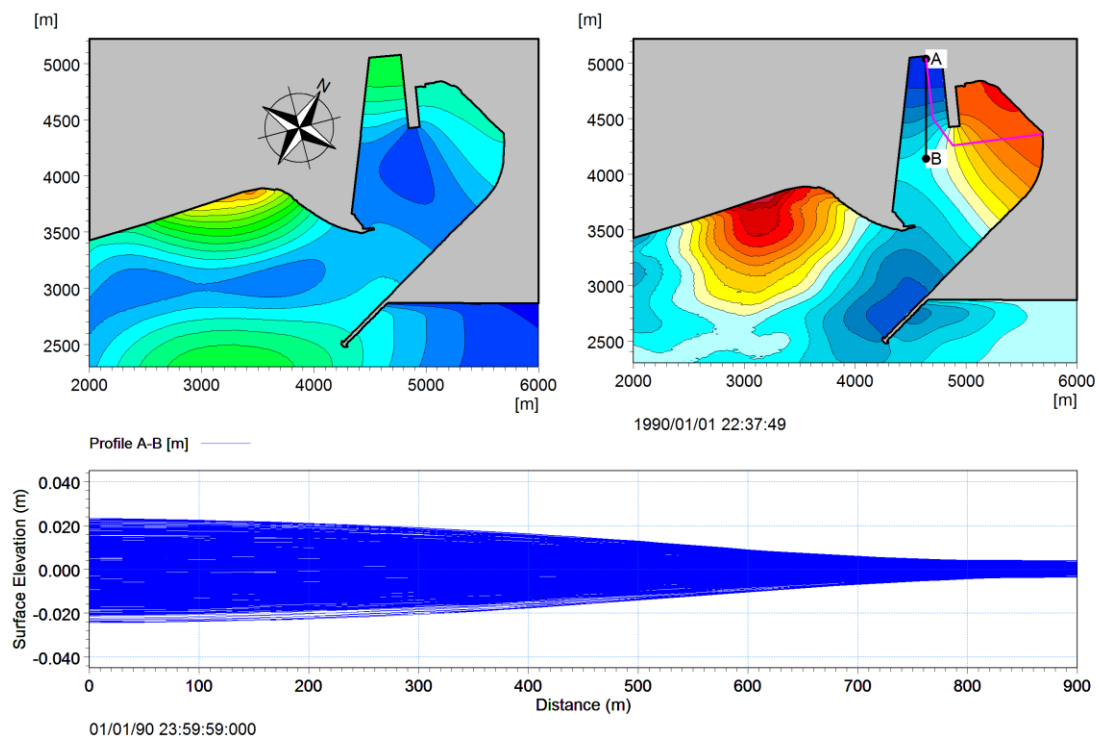 [m]
5000
4500
4000
3500
3000
2500
2000 3000 4000 5000 6000
[m]
N
[m]
5000
4500
4000
3500
3000
2500
2000 3000 4000 5000 6000
[m]
A
B
1990/01/01 22:37:49
Profile A-B [m]
Surface Elevation (m)
0.040
0.020
0.000
-0.020
-0.040
0 100 200 300 400 500 600 700 800 900
Distance (m)
01/01/90 23:59:59:000